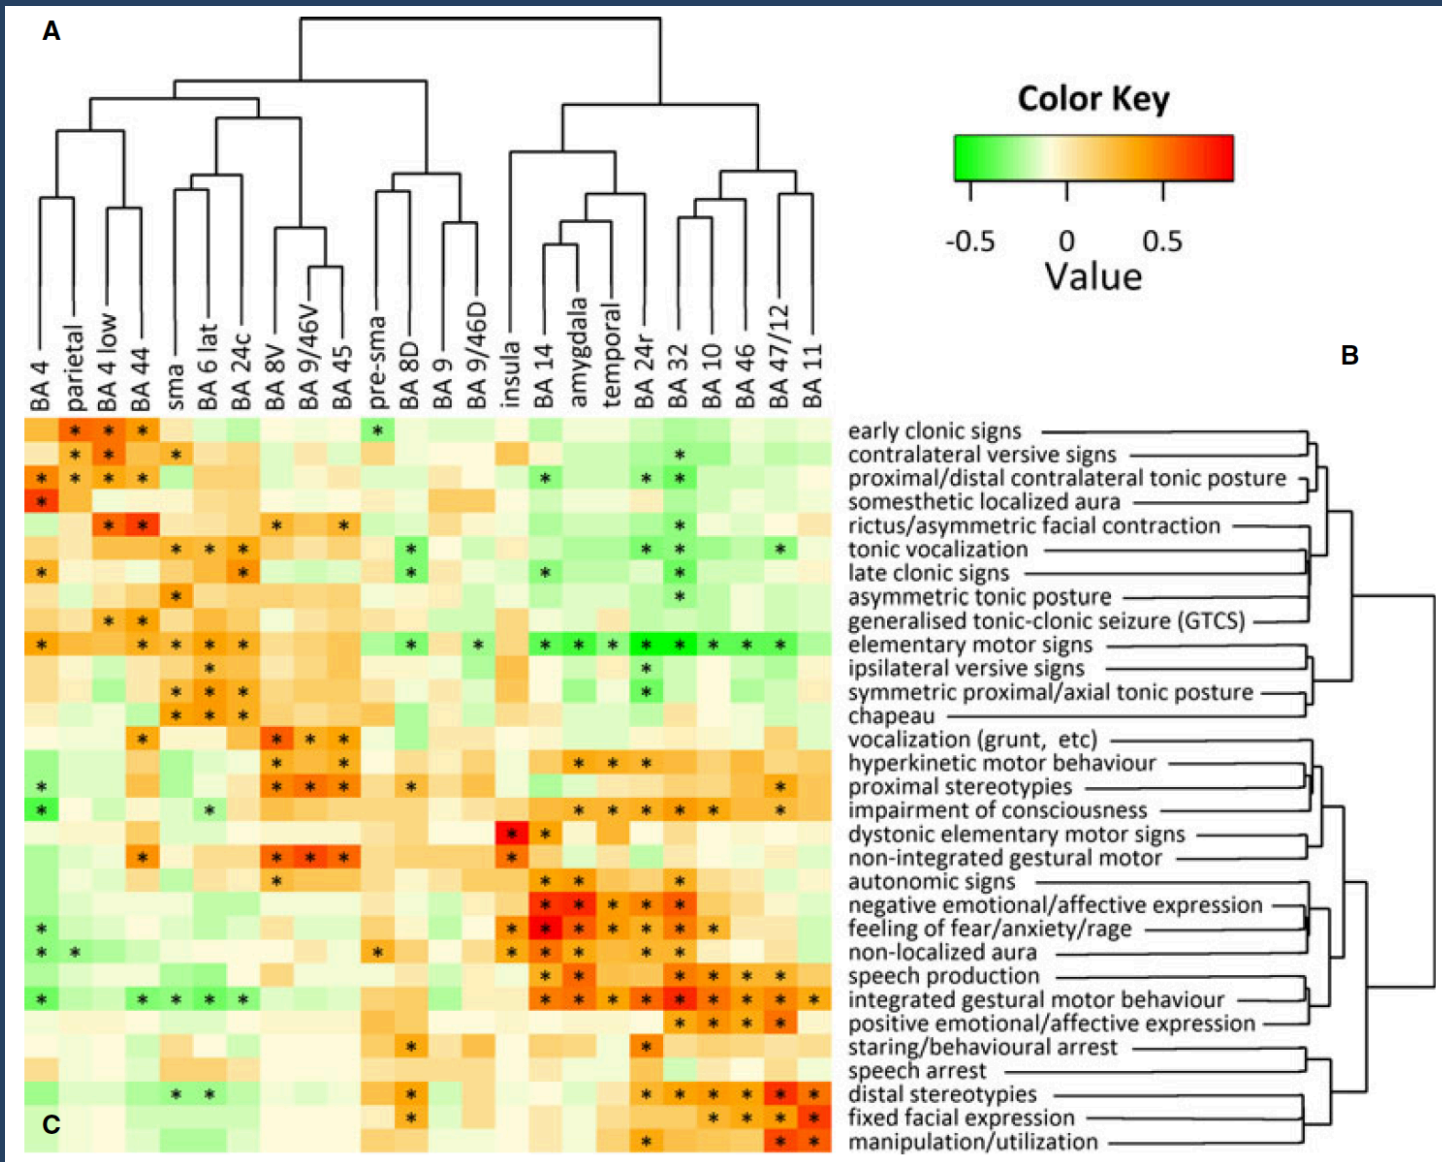 A
Color Key
-0.5 0 0.5
Value
B
BA 4
parietal
BA 4 low
BA 44
sma
BA 6 lat
BA 24c
BA 8V
BA 9/46V
BA 45
pre-sma
BA 8D
BA 9
BA 9/46D
insula
BA 14
amygdala
temporal
BA 24r
BA 32
BA 10
BA 46
BA 47/12
BA 11
early clonic signs
contralateral versive signs
proximal/distal contralateral tonic posture
somesthetic localized aura
rictus/asymmetric facial contraction
tonic vocalization
late clonic signs
asymmetric tonic posture
generalised tonic-clonic seizure (GTCS)
elementary motor signs
ipsilateral versive signs
symmetric proximal/axial tonic posture
chapeau
vocalization (grunt, etc)
hyperkinetic motor behaviour
proximal stereotypies
impairment of consciousness
dystonic elementary motor signs
non-integrated gestural motor
autonomic signs
negative emotional/affective expression
feeling of fear/anxiety/rage
non-localized aura
speech production
integrated gestural motor behaviour
positive emotional/affective expression
staring/behavioural arrest
speech arrest
distal stereotypies
fixed facial expression
manipulation/utilization
C